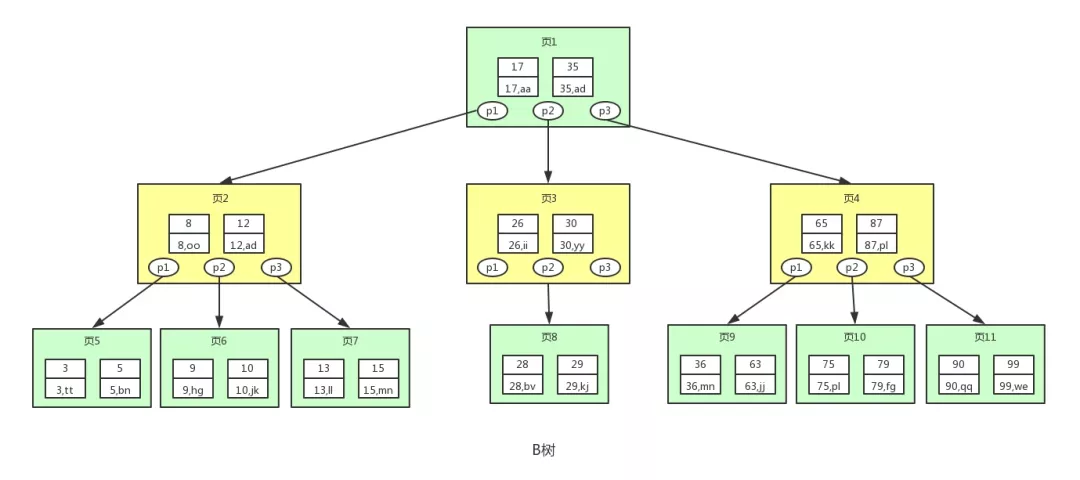 页1
17 35
17,aa 35,ad
p1 p2 p3
页2
8 12
8,oo 12,ad
p1 p2 p3
页3
26 30
26,ii 30,yy
p1 p2 p3
页4
65 87
65,kk 87,pl
p1 p2 p3
页5
3 5
3,tt 5,bn
页6
9 10
9,hg 10,jk
页7
13 15
13,ll 15,mn
页8
28 29
28,bv 29,kj
页9
36 63
36,mn 63,jj
页10
75 79
75,pl 79,fg
页11
90 99
90,qq 99,we
B树